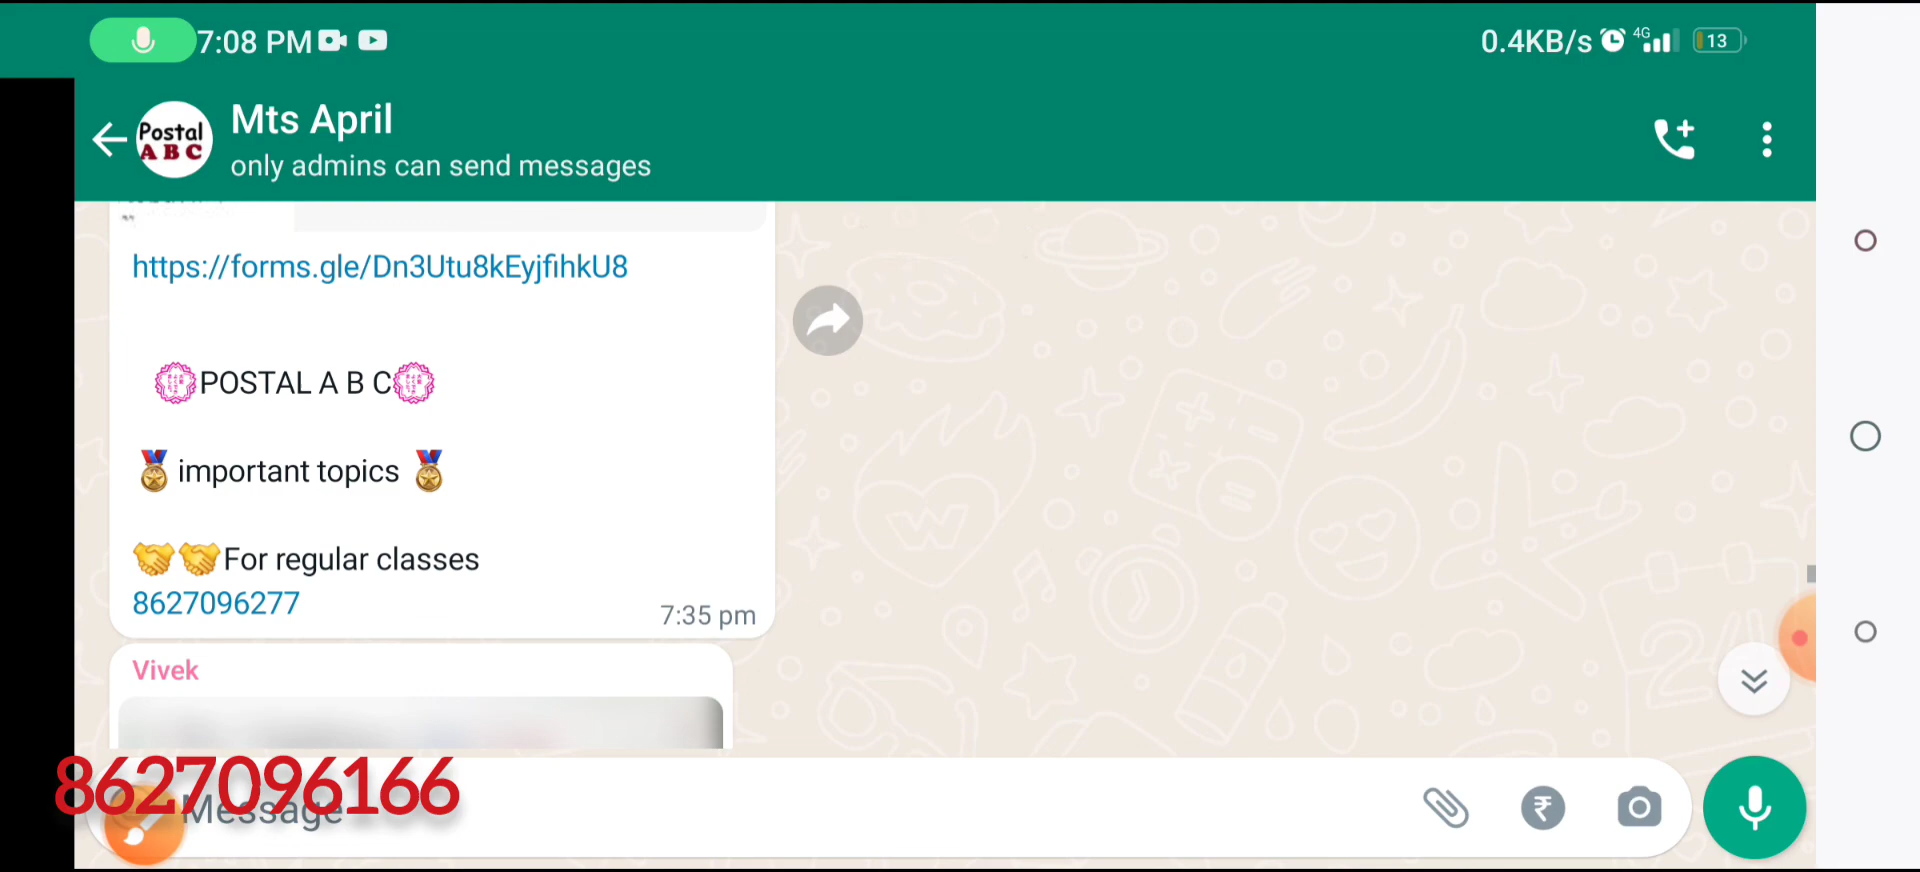 7:08 PM
0.4KB/s 4G 13
Postal
A B C
Mts April
only admins can send messages
https://forms.gle/Dn3Utu8kEyjfihkU8
POSTAL A B C
important topics
For regular classes
8627096277
7:35 pm
Vivek
8627096166
Message